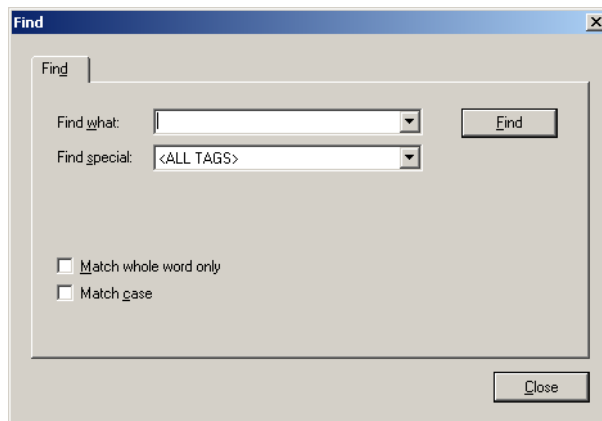 Find
Find
Find what:
Find
Find special: <ALL TAGS>
Match whole word only
Match case
Close